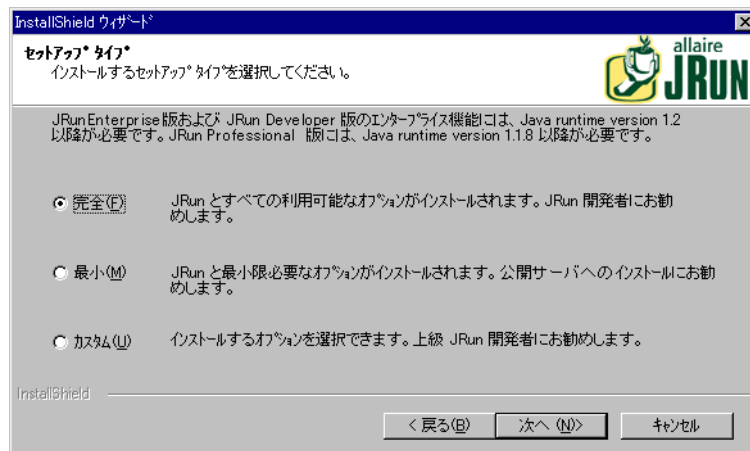 InstallShield ウィザード
セットアップ タイプ
インストールするセットアップ タイプを選択してください。
allaire
JRUN
JRunEnterprise版および JRun Developer 版のエンタープライス機能には、Java runtime version 1.2
以降が必要です。JRun Professional 版には、Java runtime version 1.1.8 以降が必要です。
完全(F)
JRun とすべての利用可能なオプションがインストールされます。JRun 開発者にお勧
めします。
最小(M)
JRun と最小限必要なオプションがインストールされます。公開サーバへのインストールにお勧
めします。
カスタム(U)
インストールするオプションを選択できます。上級 JRun 開発者にお勧めします。
InstallShield
< 戻る(B)
次へ (N)>
キャンセル